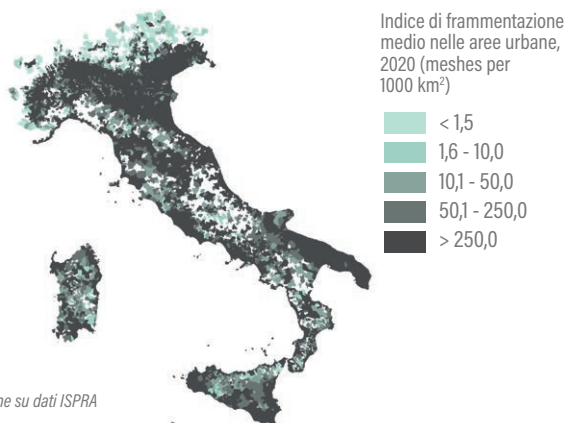 Indice di frammentazione
medio nelle aree urbane,
2020 (meshes per
1000 km²)
< 1,5
1,6 - 10,0
10,1 - 50,0
50,1 - 250,0
> 250,0
su dati ISPRA